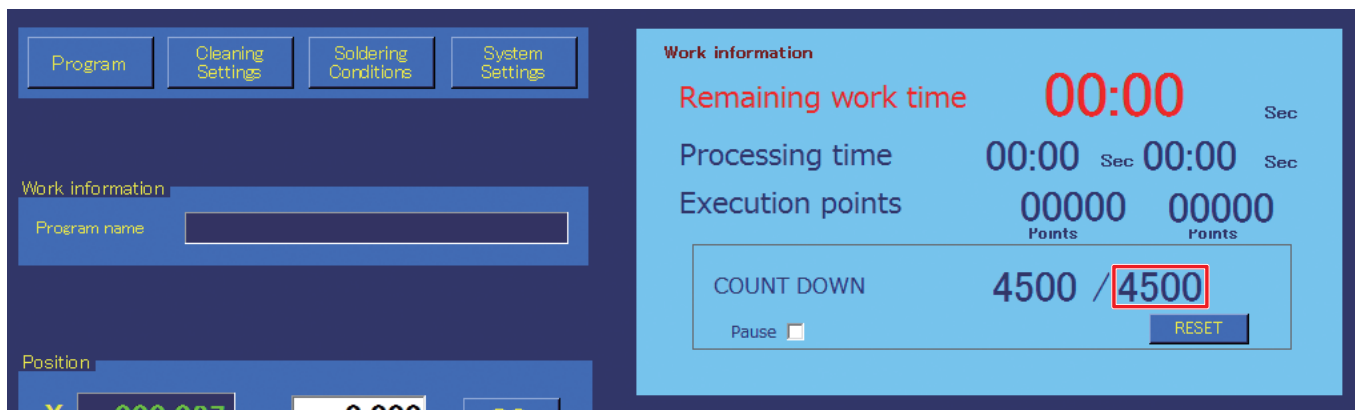 Program
Cleaning
Settings
Soldering
Conditions
System
Settings
Work information
Program name
Position
Work information
Remaining work time 00:00 Sec
Processing time 00:00 Sec 00:00 Sec
Execution points 00000 00000
Points Points
COUNT DOWN 4500 / 4500
Pause
RESET